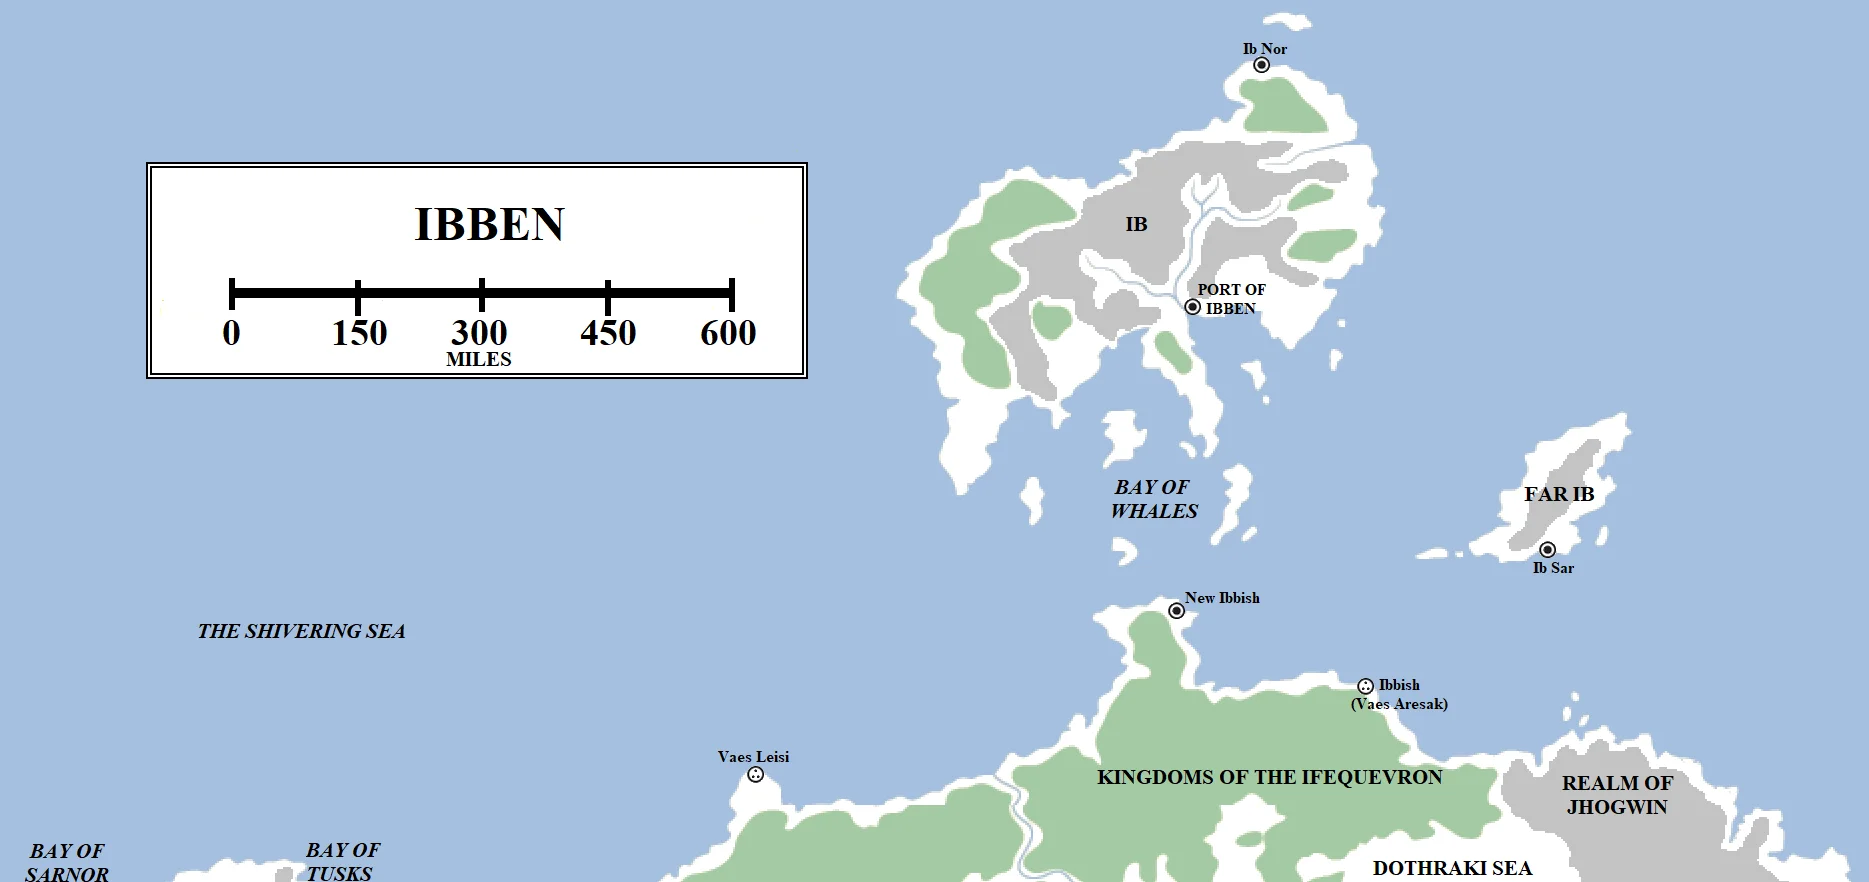 Ib Nor
IBBEN
IB
0 150 300 450 600
MILES
PORT OF
IBBEN
BAY OF
WHALES
FAR IB
Ib Sar
New Ibbish
THE SHIVERING SEA
Ibbish
(Vaes Aresak)
Vaes Leisi
KINGDOMS OF THE IFEQUEVRON
REALM OF
JHOGWIN
BAY OF
SARNOR
BAY OF
TUSKS
DOTHRAKI SEA